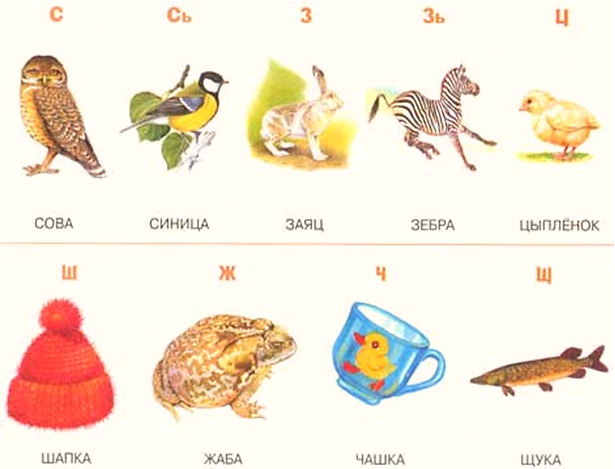 С Сь З Зь Ц
СОВА СИНИЦА ЗАЯЦ ЗЕБРА ЦЫПЛЁНОК
Ш Ж Ч Щ
ШАПКА ЖАБА ЧАШКА ЩУКА